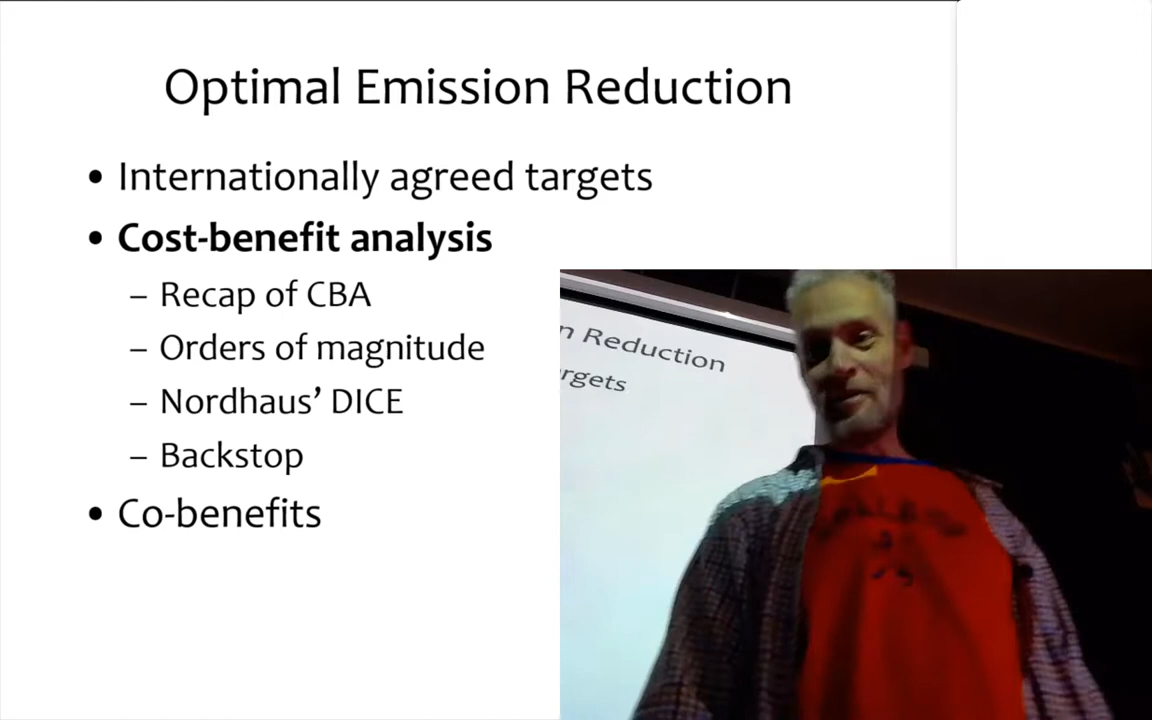 Optimal Emission Reduction
• Internationally agreed targets
• Cost-benefit analysis
– Recap of CBA
– Orders of magnitude
– Nordhaus’ DICE
– Backstop
• Co-benefits
n Reduction
rgets